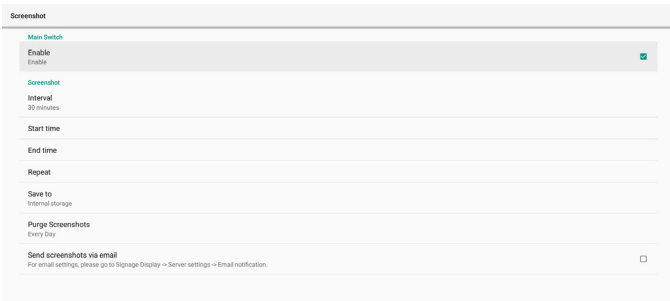 Screenshot
Main Switch
Enable
Enable
Screenshot
Interval
30 minutes
Start time
End time
Repeat
Save to
Internal storage
Purge Screenshots
Every Day
Send screenshots via email
For email settings, please go to Signage Display -> Server settings -> Email notification.